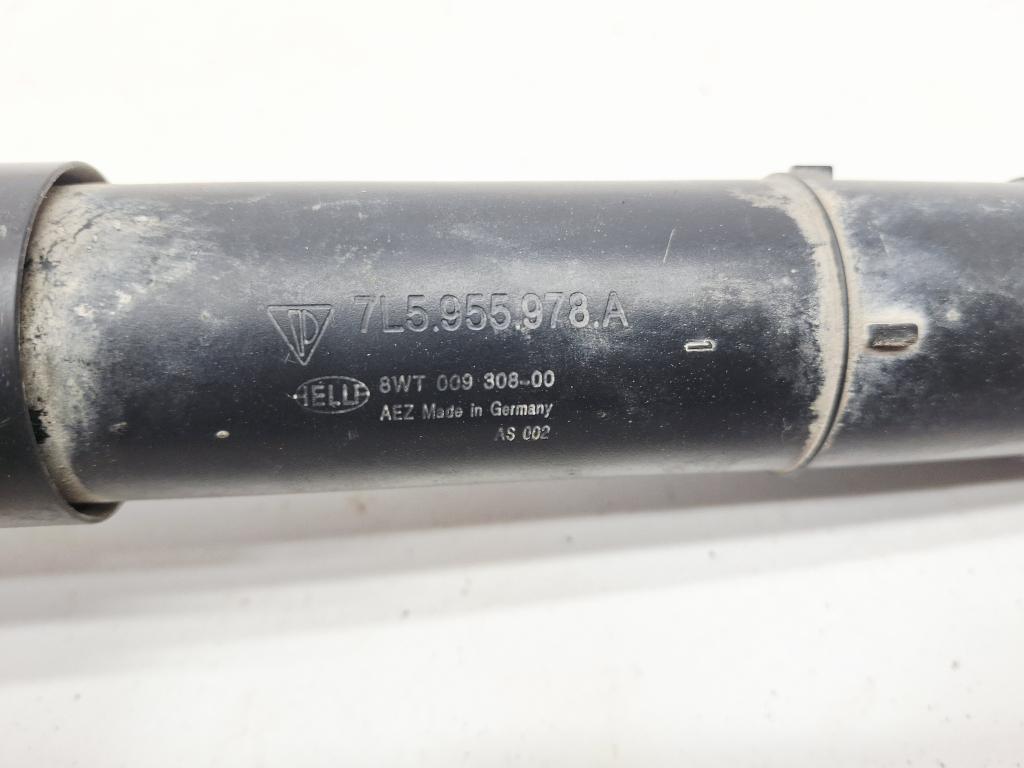 7L5.955.978.A
HELLA 8WT 009 308-00
AEZ Made in Germany
AS 002